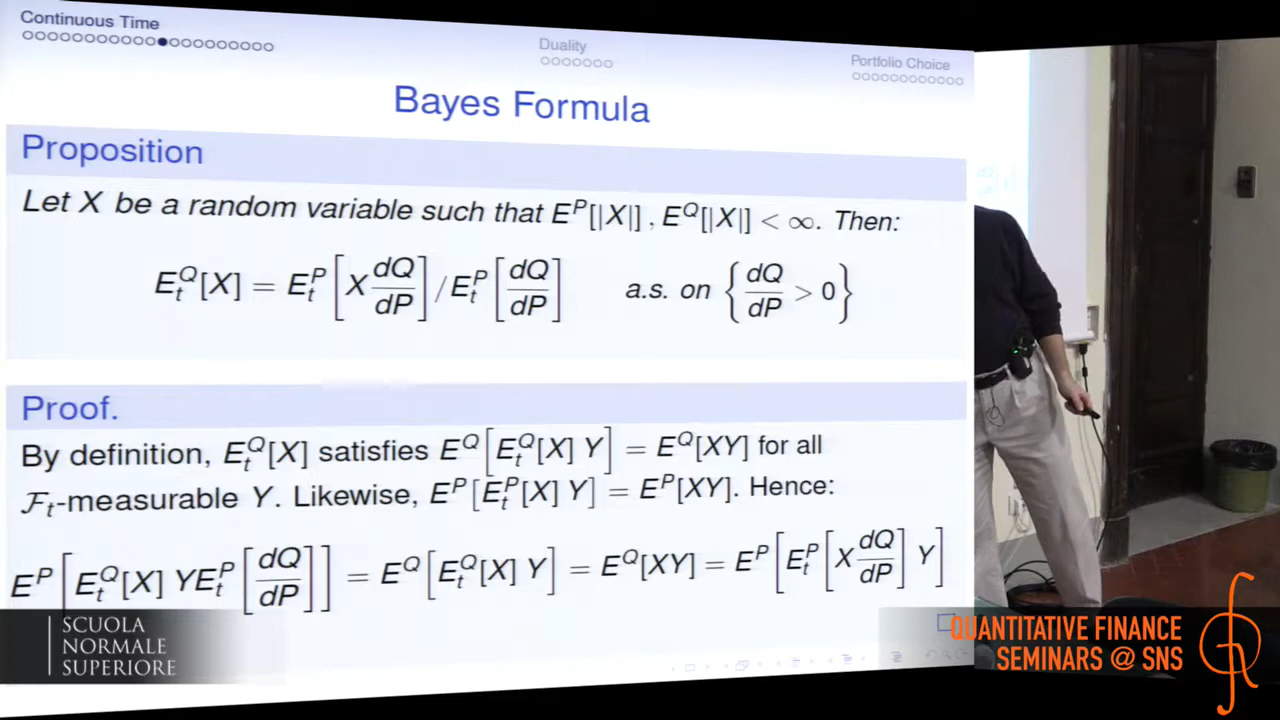 Continuous Time
Duality
Portfolio Choice
Bayes Formula
Proposition
Let X be a random variable such that E^P[|X|], E^Q[|X|] < ∞. Then:
E_t^Q[X] = E_t^P[X dQ/dP] / E_t^P[dQ/dP] a.s. on {dQ/dP > 0}
Proof.
By definition, E_t^Q[X] satisfies E^Q[E_t^Q[X] Y] = E^Q[XY] for all
F_t-measurable Y. Likewise, E^P[E_t^P[X] Y] = E^P[XY]. Hence:
E^P[E_t^Q[X] Y E_t^P[dQ/dP]] = E^Q[E_t^Q[X] Y] = E^Q[XY] = E^P[E_t^P[X dQ/dP] Y]
SCUOLA
NORMALE
SUPERIORE
QUANTITATIVE FINANCE
SEMINARS @ SNS